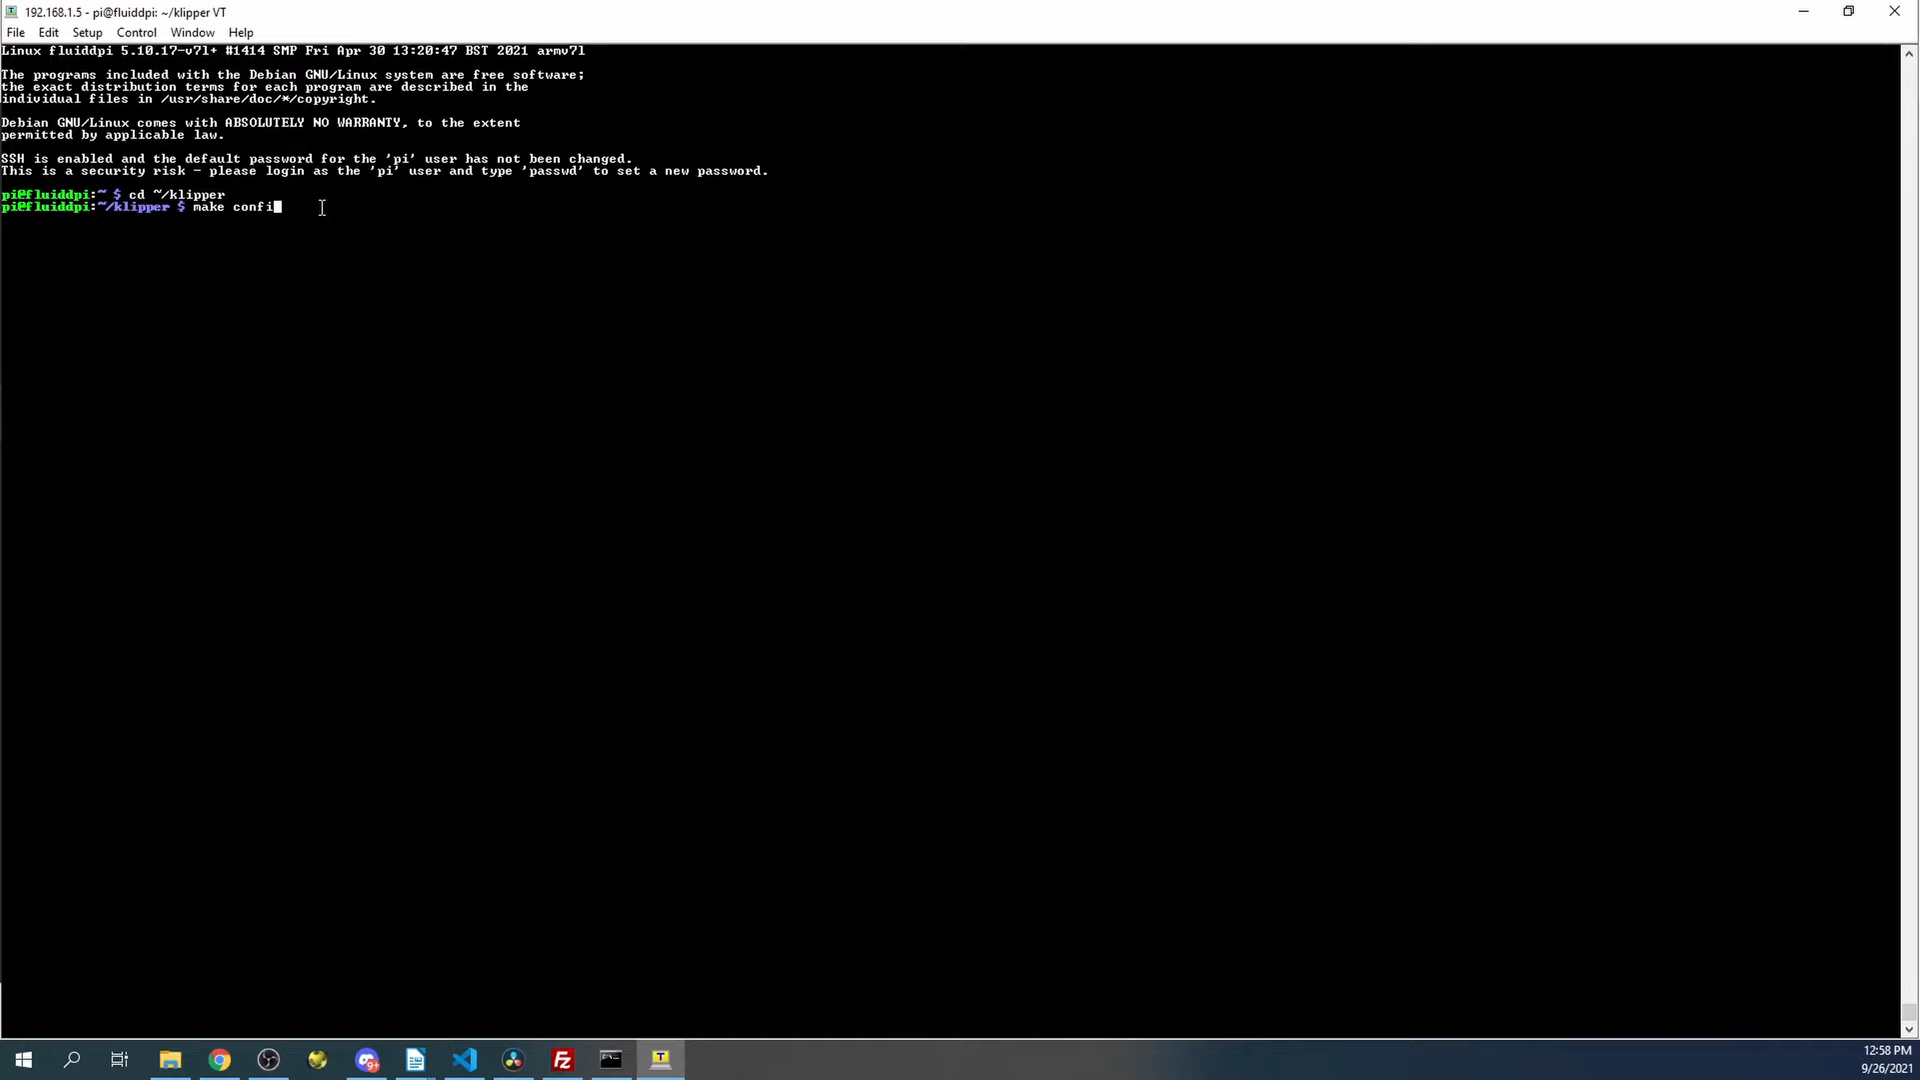 192.168.1.5 - pi@fluiddpi: ~/klipper VT
File Edit Setup Control Window Help
Linux fluiddpi 5.10.17-v7l+ #1414 SMP Fri Apr 30 13:20:47 BST 2021 armv7l
The programs included with the Debian GNU/Linux system are free software;
the exact distribution terms for each program are described in the
individual files in /usr/share/doc/*/copyright.
Debian GNU/Linux comes with ABSOLUTELY NO WARRANTY, to the extent
permitted by applicable law.
SSH is enabled and the default password for the 'pi' user has not been changed.
This is a security risk - please login as the 'pi' user and type 'passwd' to set a new password.
pi@fluiddpi:~ $ cd ~/klipper
pi@fluiddpi:~/klipper $ make confi
9+
Fz
T
12:58 PM
9/26/2021